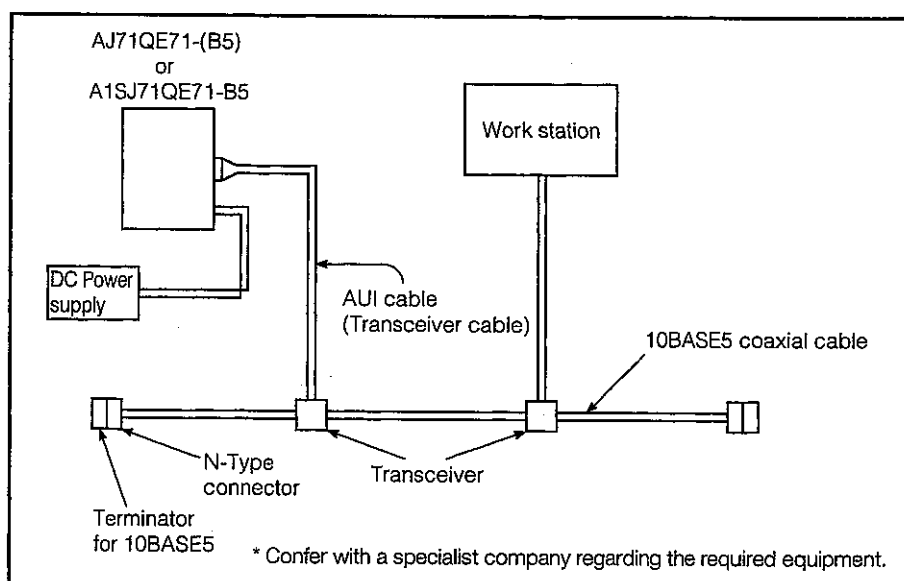 AJ71QE71-(B5)
or
A1SJ71QE71-B5
Work station
DC Power
supply
AUI cable
(Transceiver cable)
10BASE5 coaxial cable
N-Type
connector
Transceiver
Terminator
for 10BASE5
* Confer with a specialist company regarding the required equipment.